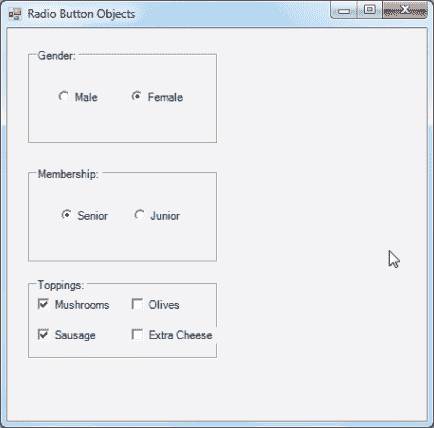 Radio Button Objects
Gender:
Male Female
Membership:
Senior Junior
Toppings:
Mushrooms Olives
Sausage Extra Cheese